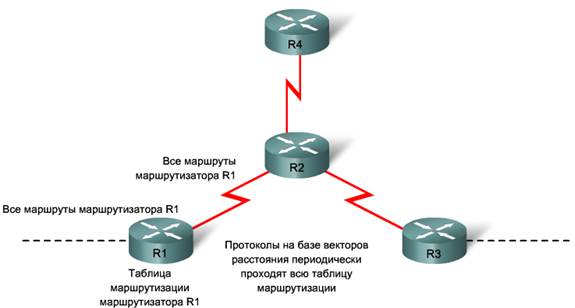 R4
R2
Все маршруты
маршрутизатора R1
Все маршруты маршрутизатора R1
R1
Таблица
маршрутизации
маршрутизатора R1
Протоколы на базе векторов
расстояния периодически
проходят всю таблицу
маршрутизации
R3